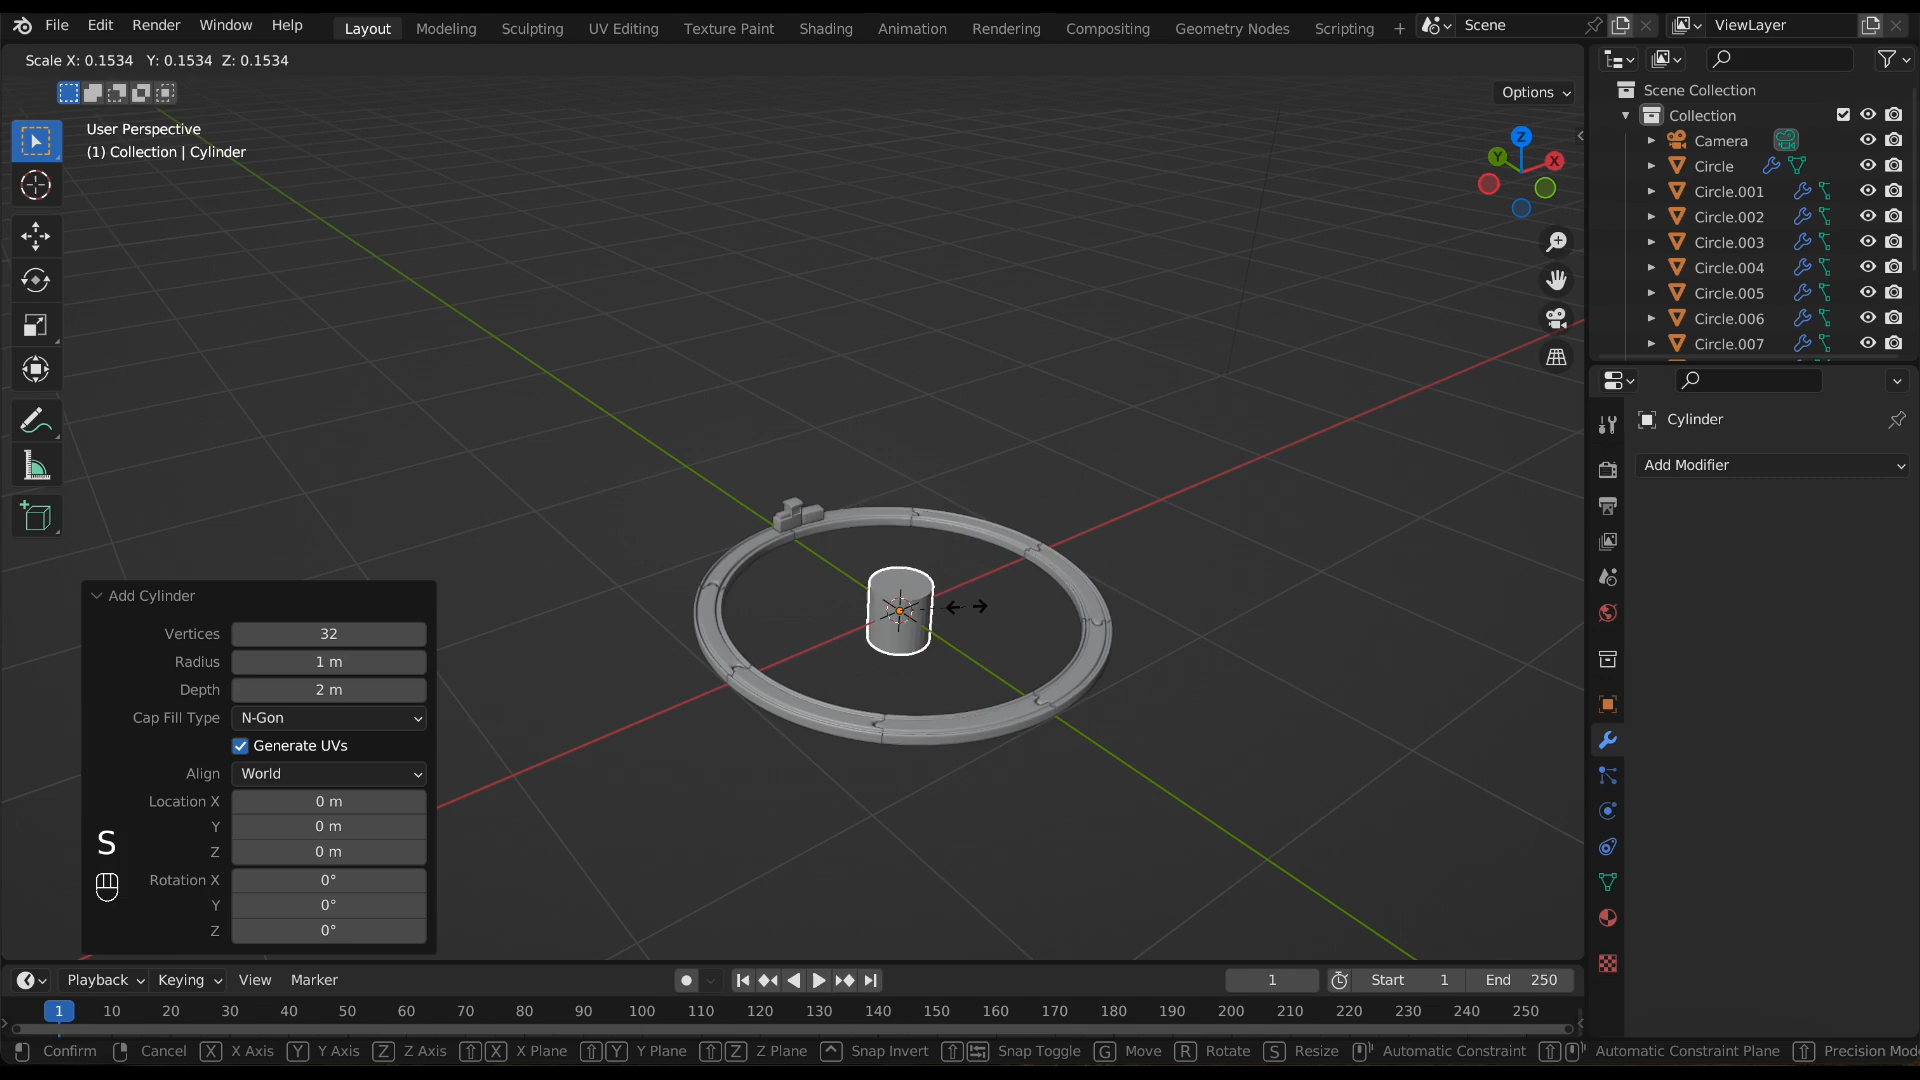 File Edit Render Window Help Layout Modeling Sculpting UV Editing Texture Paint Shading Animation Rendering Compositing Geometry Nodes Scripting + Scene ViewLayer
Scale X: 0.1534 Y: 0.1534 Z: 0.1534
Options
User Perspective
(1) Collection | Cylinder
Z
Y
X
Scene Collection
Collection
Camera
Circle
Circle.001
Circle.002
Circle.003
Circle.004
Circle.005
Circle.006
Circle.007
Cylinder
Add Modifier
Add Cylinder
Vertices 32
Radius 1 m
Depth 2 m
Cap Fill Type N-Gon
Generate UVs
Align World
Location X 0 m
Y 0 m
Z 0 m
Rotation X 0°
Y 0°
Z 0°
S
Playback Keying View Marker 1 Start 1 End 250
1 10 20 30 40 50 60 70 80 90 100 110 120 130 140 150 160 170 180 190 200 210 220 230 240 250
Confirm Cancel X X Axis Y Y Axis Z Z Axis X X Plane Y Y Plane Z Z Plane Snap Invert Snap Toggle G Move R Rotate S Resize Automatic Constraint Automatic Constraint Plane Precision Mod